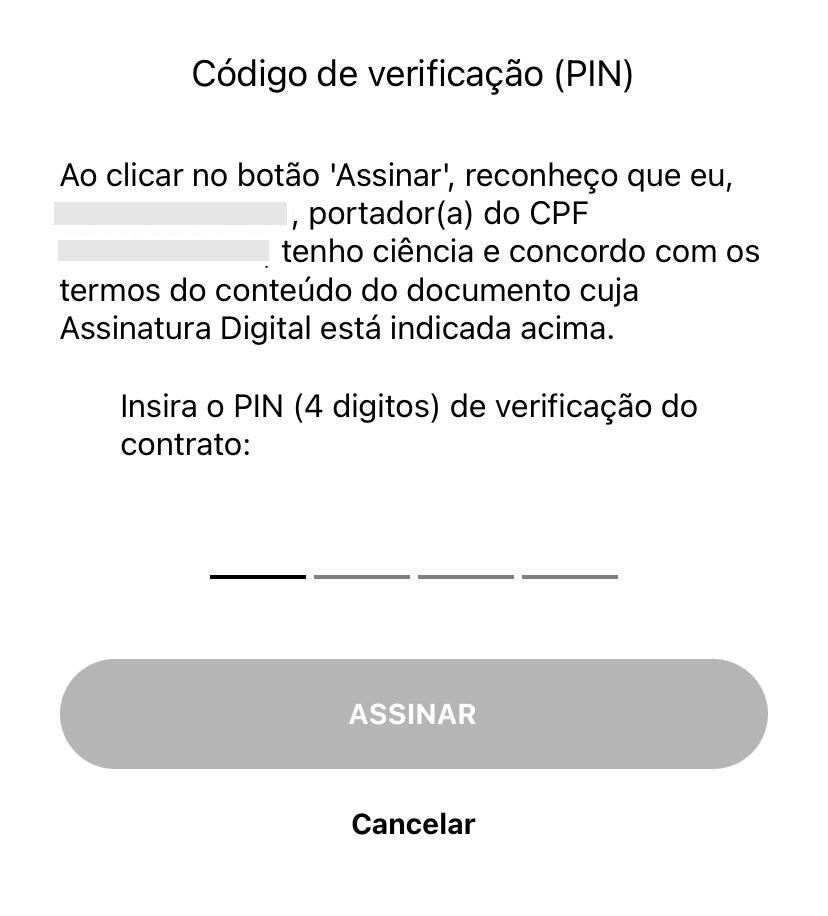 Código de verificação (PIN)
Ao clicar no botão 'Assinar', reconheço que eu,
, portador(a) do CPF
, tenho ciência e concordo com os
termos do conteúdo do documento cuja
Assinatura Digital está indicada acima.
Insira o PIN (4 digitos) de verificação do
contrato:
ASSINAR
Cancelar